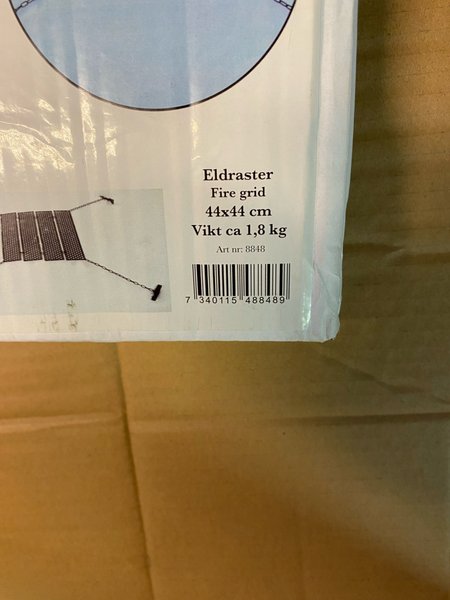 Eldraster
Fire grid
44x44 cm
Vikt ca 1,8 kg
Art nr: 8848
7 340115 488489